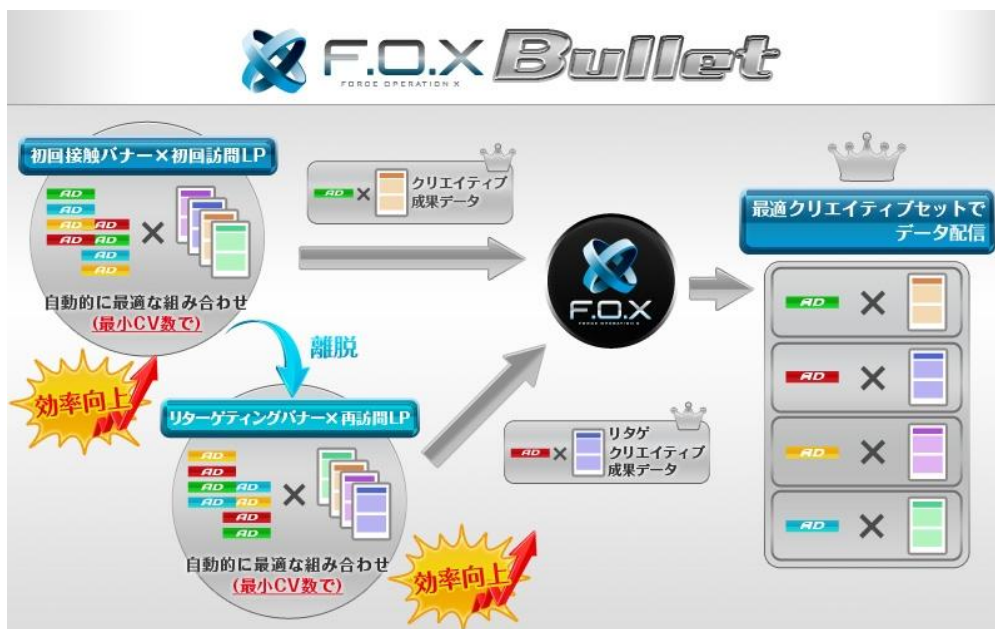 F.O.X Bullet
FORCE OPERATION X
初回接触バナー×初回訪問LP
AD
AD
AD AD
AD AD
AD
AD
×
自動的に最適な組み合わせ
(最小CV数で)
効率向上
AD × クリエイティブ
成果データ
離脱
リターゲティングバナー×再訪問LP
AD
AD
AD AD
AD AD
AD
AD
×
自動的に最適な組み合わせ
(最小CV数で)
効率向上
AD × リタゲ
クリエイティブ
成果データ
F.O.X
FORCE OPERATION X
最適クリエイティブセットで
データ配信
AD ×
AD ×
AD ×
AD ×